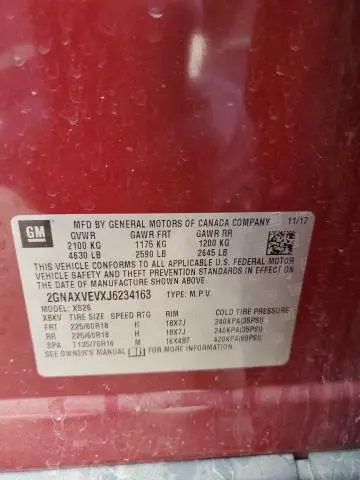 GM
MFD BY GENERAL MOTORS OF CANADA COMPANY 11/17
GVWR GAWR FRT GAWR RR
2100 KG 1175 KG 1200 KG
4630 LB 2590 LB 2645 LB
THIS VEHICLE CONFORMS TO ALL APPLICABLE U.S. FEDERAL MOTOR
VEHICLE SAFETY AND THEFT PREVENTION STANDARDS IN EFFECT ON
THE DATE OF MANUFACTURE SHOWN ABOVE.
2GNAXVEVXJ6234163 TYPE: M.P.V.
MODEL: XS26
X8KV TIRE SIZE SPEED RTG RIM COLD TIRE PRESSURE
FRT 225/60R18 H 18X7J 240KPA(35PSI)
RR 225/60R18 H 18X7J 240KPA(35PSI)
SPA T135/70R16 M 16X4BT 420KPA(60PSI)
SEE OWNER'S MANUAL